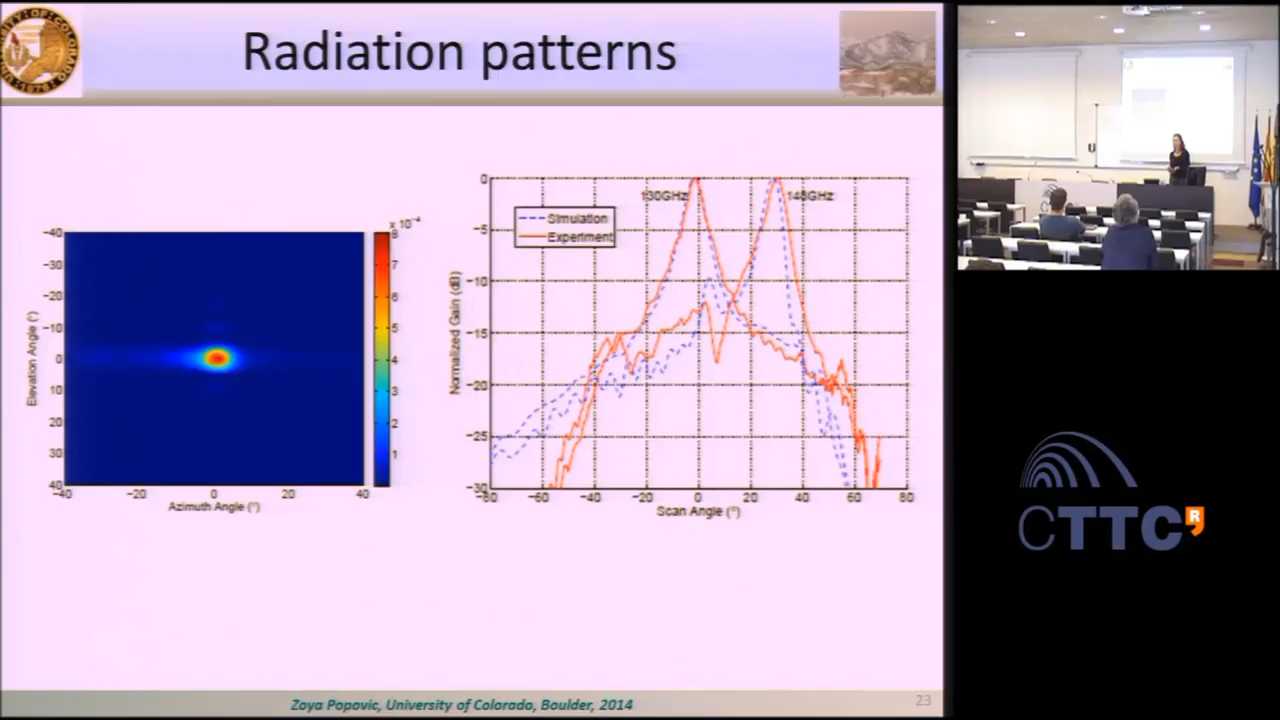 Radiation patterns
x 10⁻⁴
-40
-30
-20
-10
0
10
20
30
40
Elevation Angle (°)
-40 -20 0 20 40
Azimuth Angle (°)
8
7
6
5
4
3
2
1
0
-5
-10
-15
-20
-25
-30
Normalized Gain (dB)
130GHz
Simulation
Experiment
-80 -60 -40 -20 0 20 40 60 80
Scan Angle (°)
Zoya Popovic, University of Colorado, Boulder, 2014
23
CTTC
R